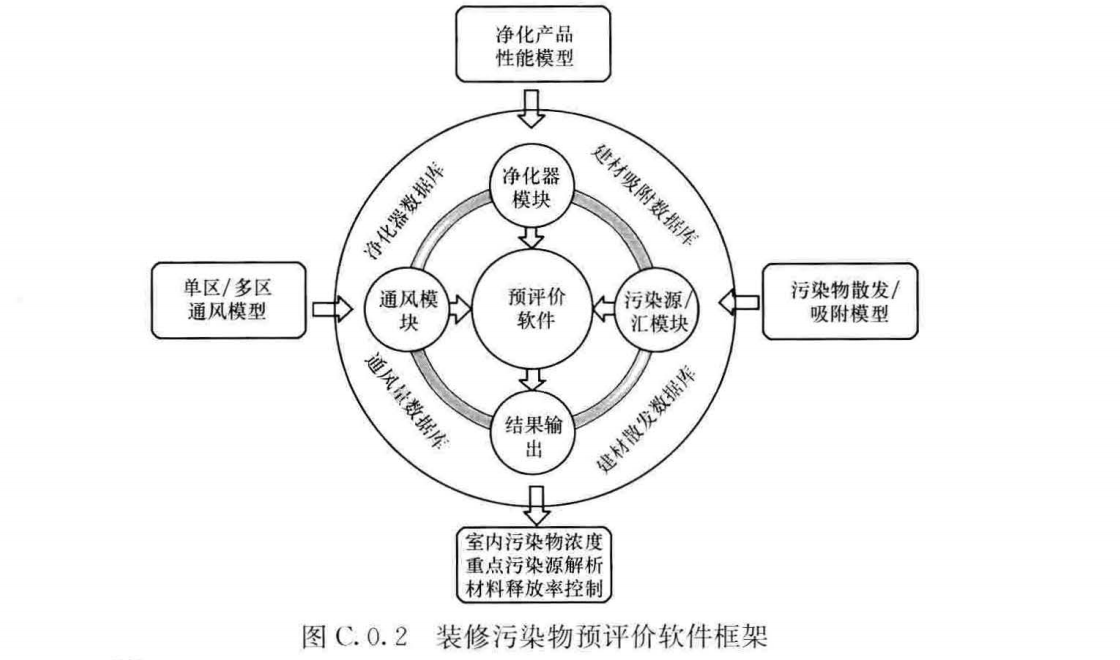 净化产品
性能模型
净化器数据库
建材吸附数据库
净化器
模块
单区/多区
通风模型
通风模
块
预评价
软件
污染源/
汇模块
污染物散发/
吸附模型
通风量数据库
建材散发数据库
结果输
出
室内污染物浓度
重点污染源解析
材料释放率控制
图 C.0.2 装修污染物预评价软件框架